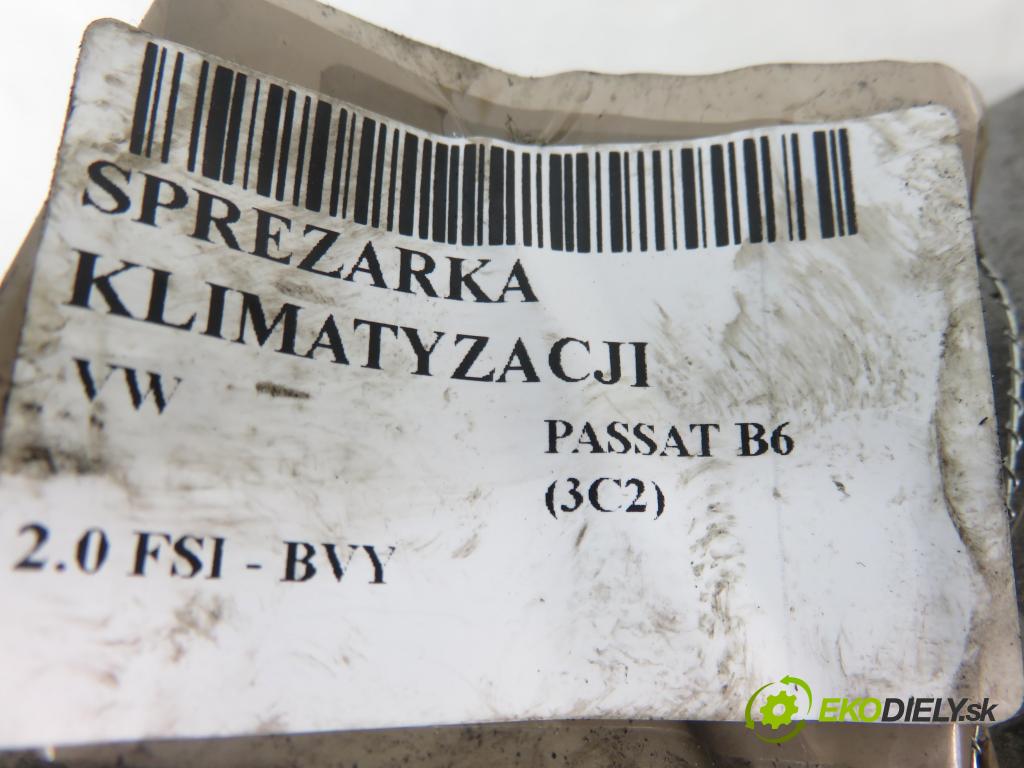 SPREZARKA
KLIMATYZACJI
VW
PASSAT B6
(3C2)
2.0 FSI - BVY
EKODIELY.sk